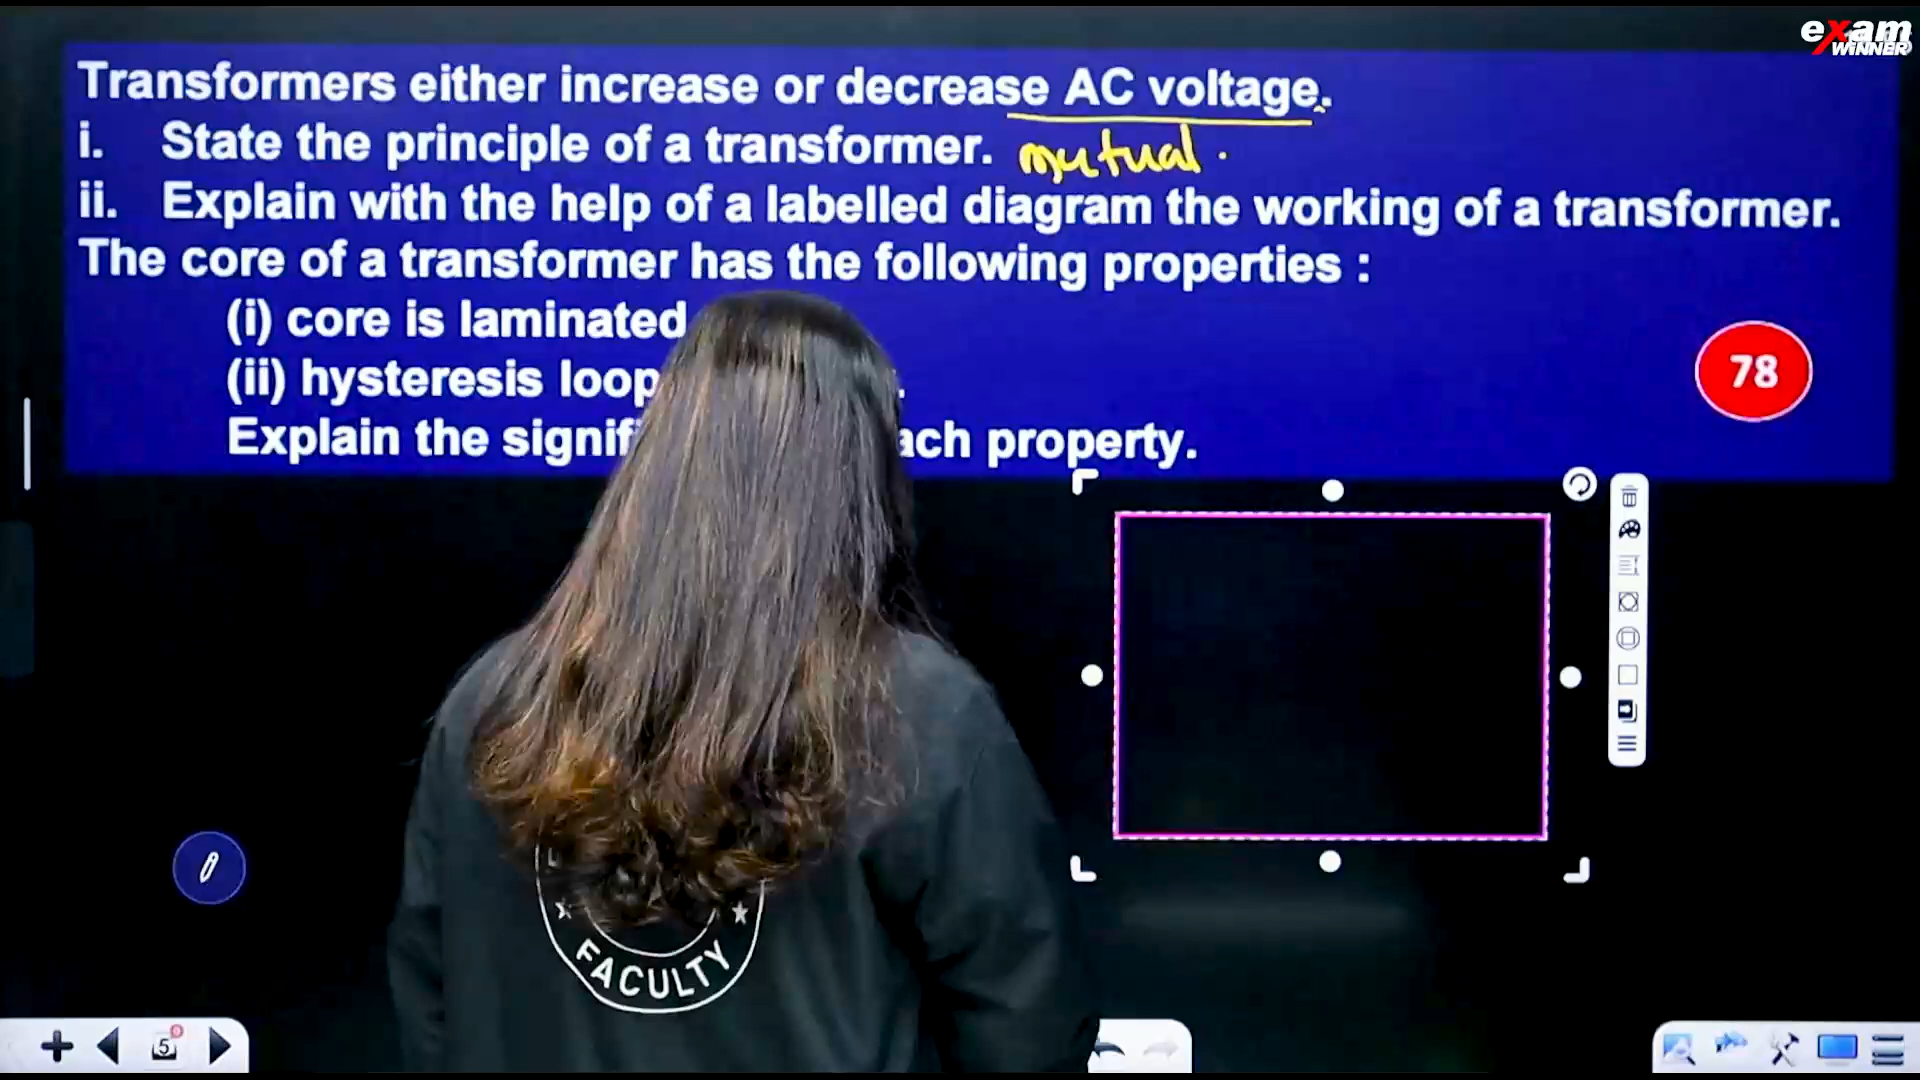 exam
WINNER
Transformers either increase or decrease AC voltage.
i. State the principle of a transformer. mutual.
ii. Explain with the help of a labelled diagram the working of a transformer.
The core of a transformer has the following properties :
(i) core is laminated
(ii) hysteresis loop
Explain the property.
78
FACULTY
5